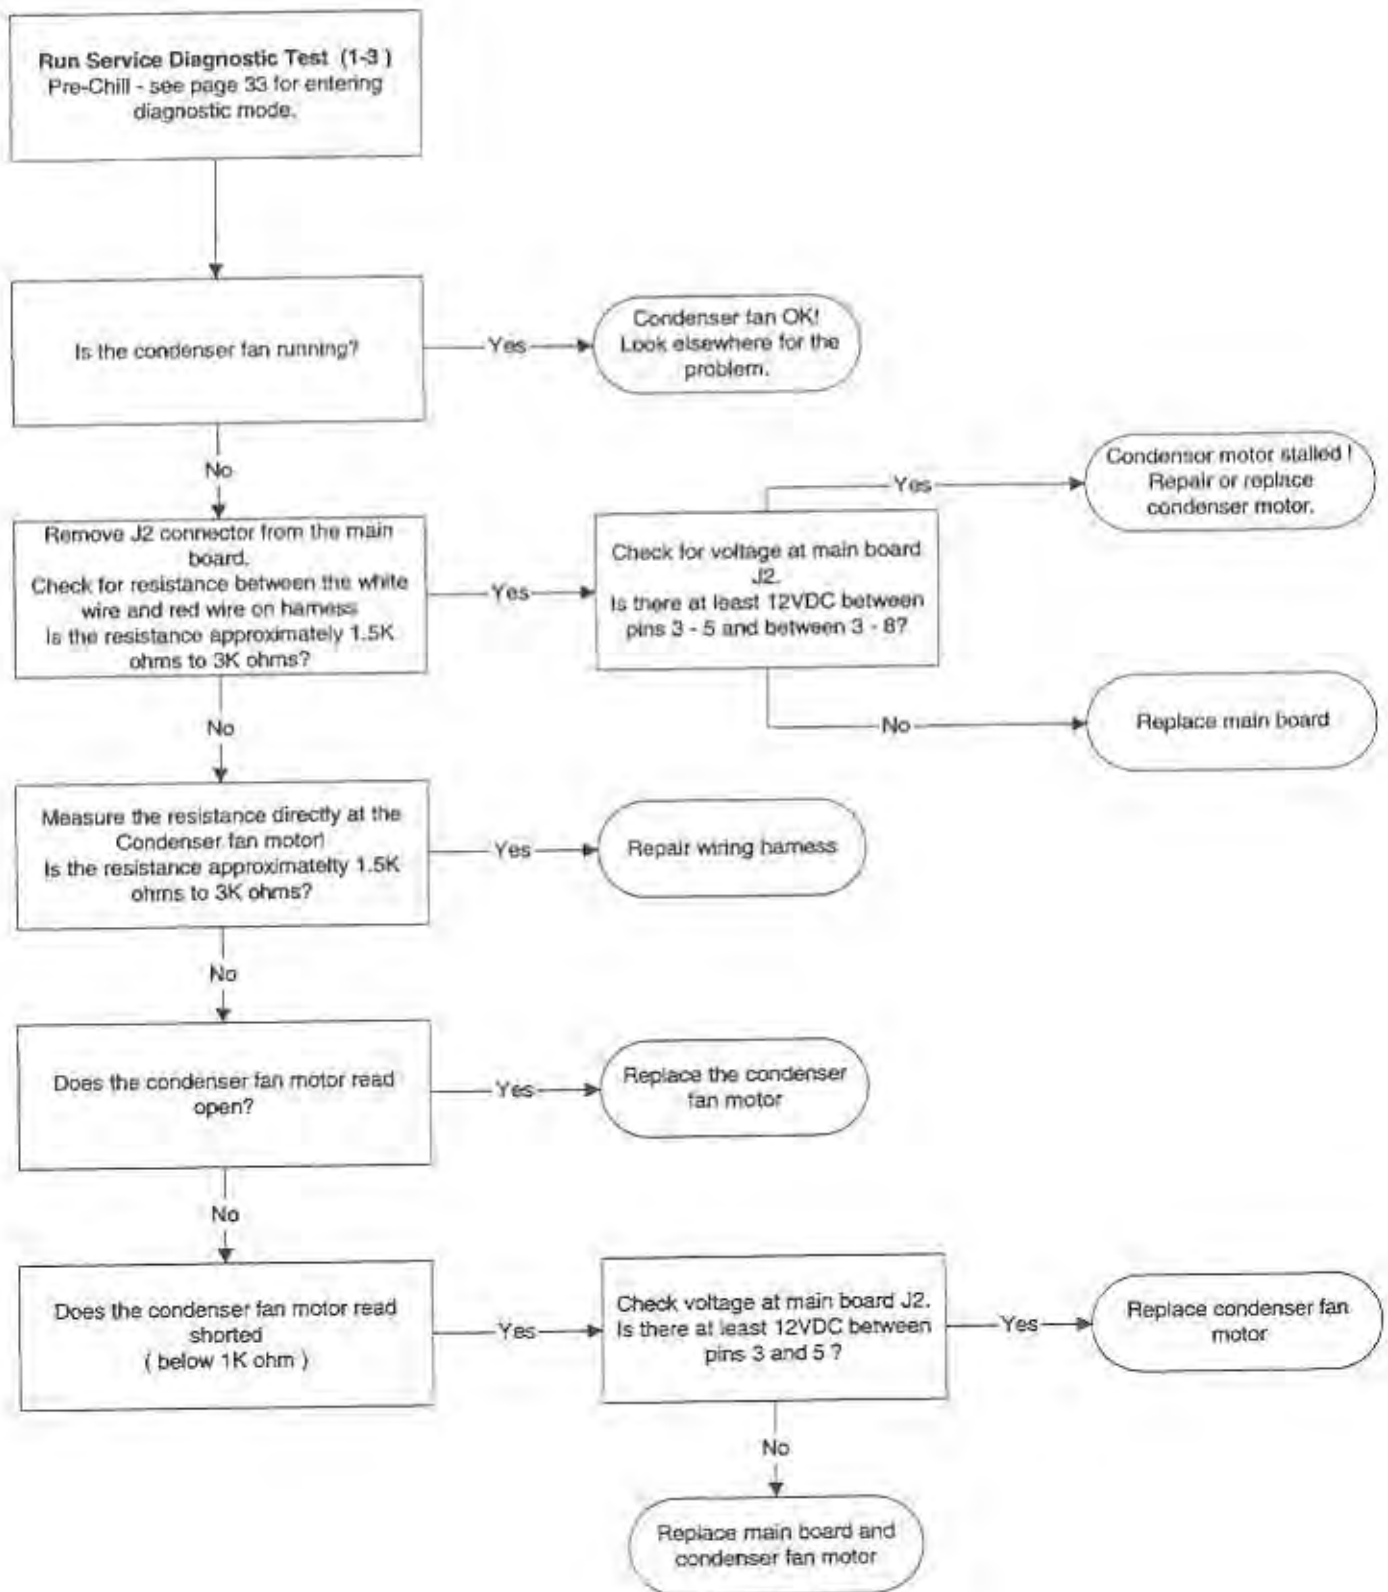 Run Service Diagnostic Test (1-3 )
Pre-Chill - see page 33 for entering
diagnostic mode.
Is the condenser fan running?
Yes
Condenser fan OK!
Look elsewhere for the
problem.
No
Remove J2 connector from the main
board.
Check for resistance between the white
wire and red wire on harness
Is the resistance approximately 1.5K
ohms to 3K ohms?
Yes
Check for voltage at main board
J2.
Is there at least 12VDC between
pins 3 - 5 and between 3 - 8?
Yes
Condensor motor stalled !
Repair or replace
condenser motor.
No
Replace main board
No
Measure the resistance directly at the
Condenser fan motor!
Is the resistance approximatelty 1.5K
ohms to 3K ohms?
Yes
Repair wiring harness
No
Does the condenser fan motor read
open?
Yes
Replace the condenser
fan motor
No
Does the condenser fan motor read
shorted
( below 1K ohm )
Yes
Check voltage at main board J2.
Is there at least 12VDC between
pins 3 and 5 ?
Yes
Replace condenser fan
motor
No
Replace main board and
condenser fan motor